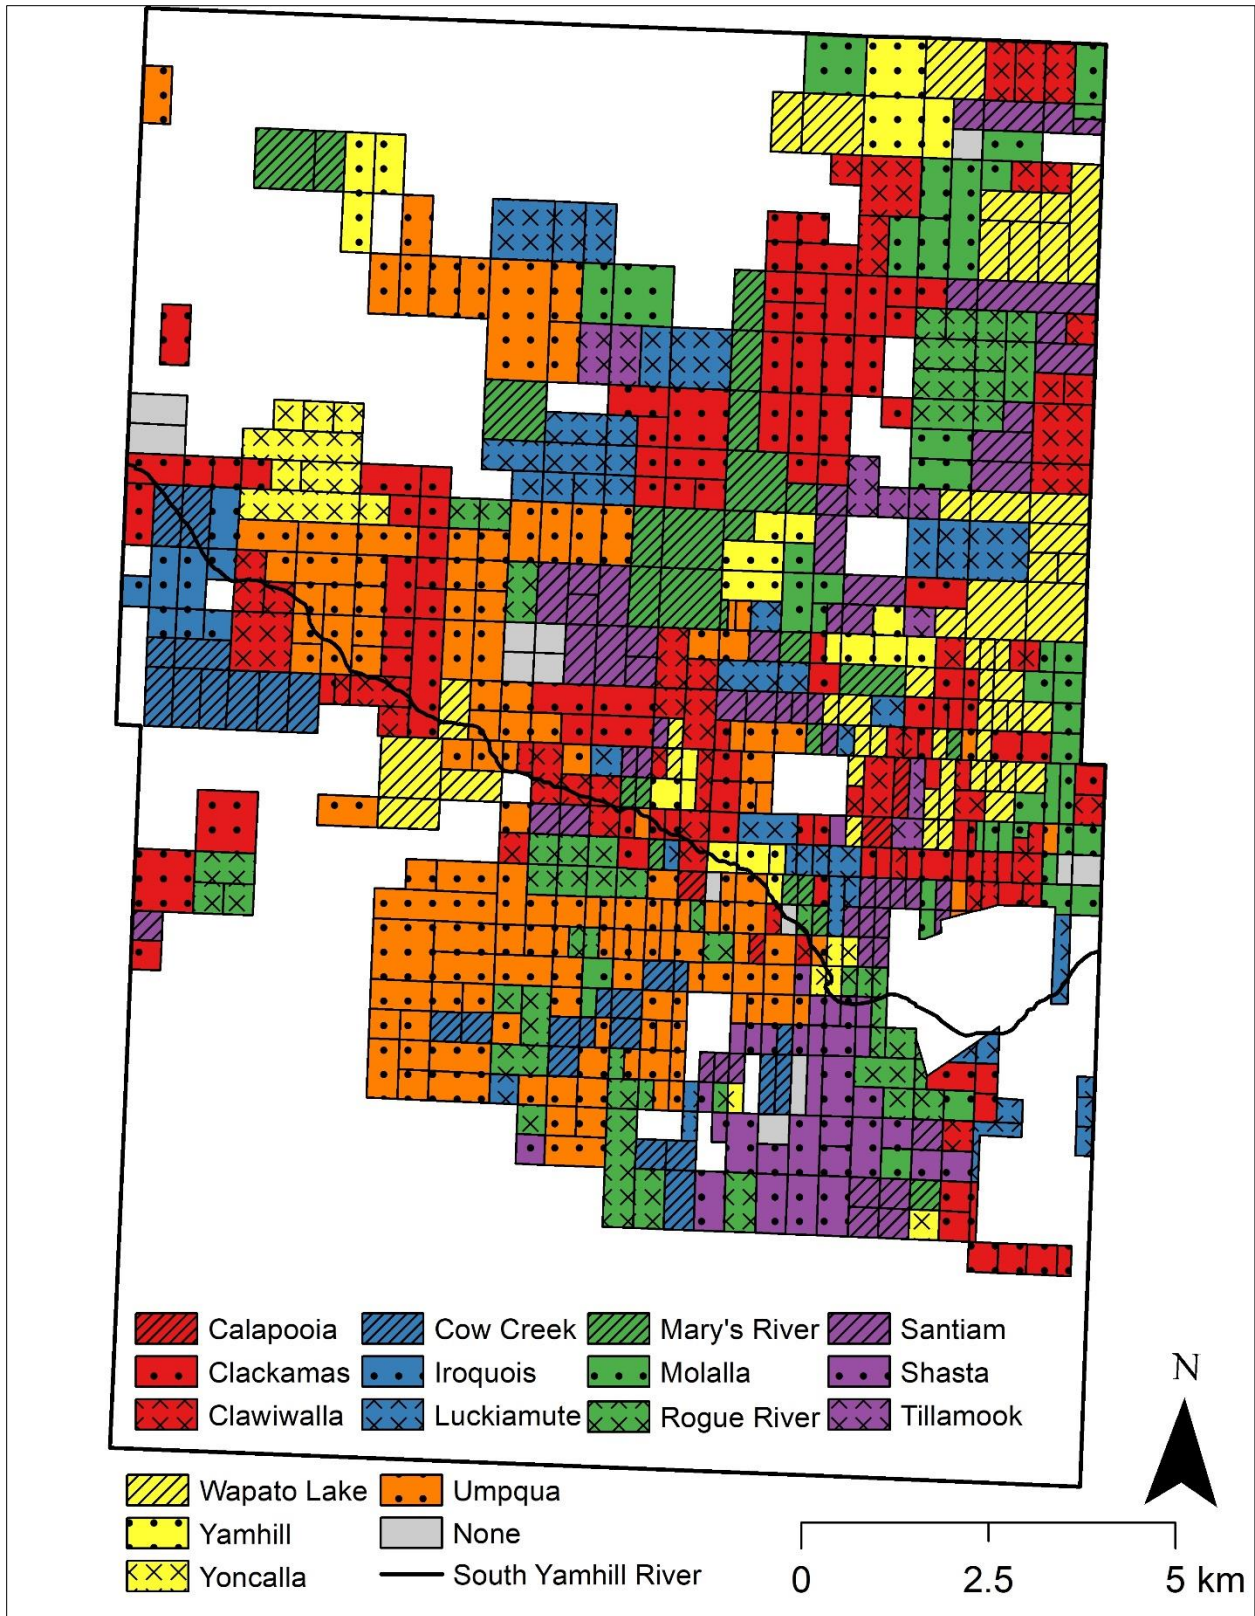 Calapooia Cow Creek Mary's River Santiam
Clackamas Iroquois Molalla Shasta
Clawiwalla Luckiamute Rogue River Tillamook
N
Wapato Lake Umpqua
Yamhill None
Yoncalla South Yamhill River
0 2.5 5 km